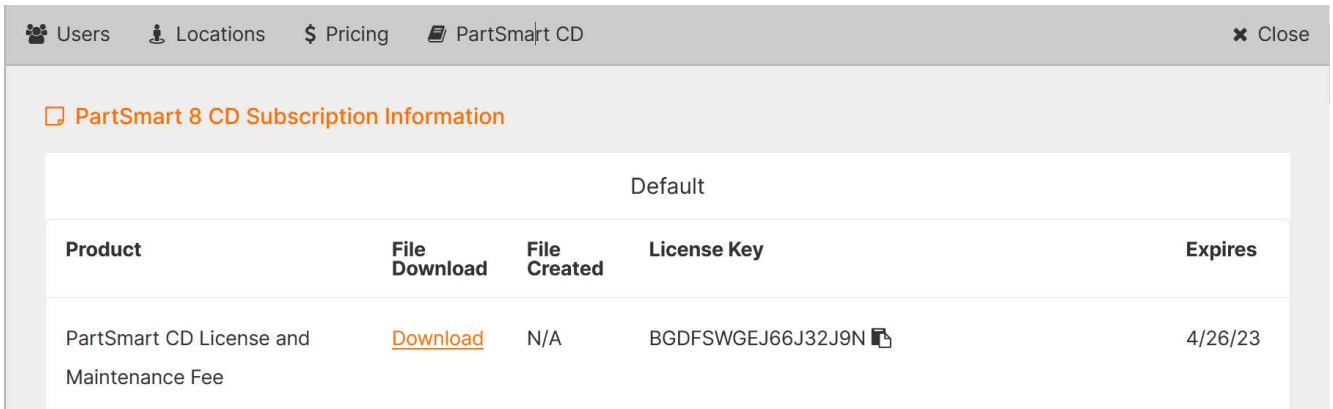 Users Locations $ Pricing PartSmart CD Close
PartSmart 8 CD Subscription Information
Default
Product File Download File Created License Key Expires
PartSmart CD License and Maintenance Fee Download N/A BGDFSWGEJ66J32J9N 4/26/23